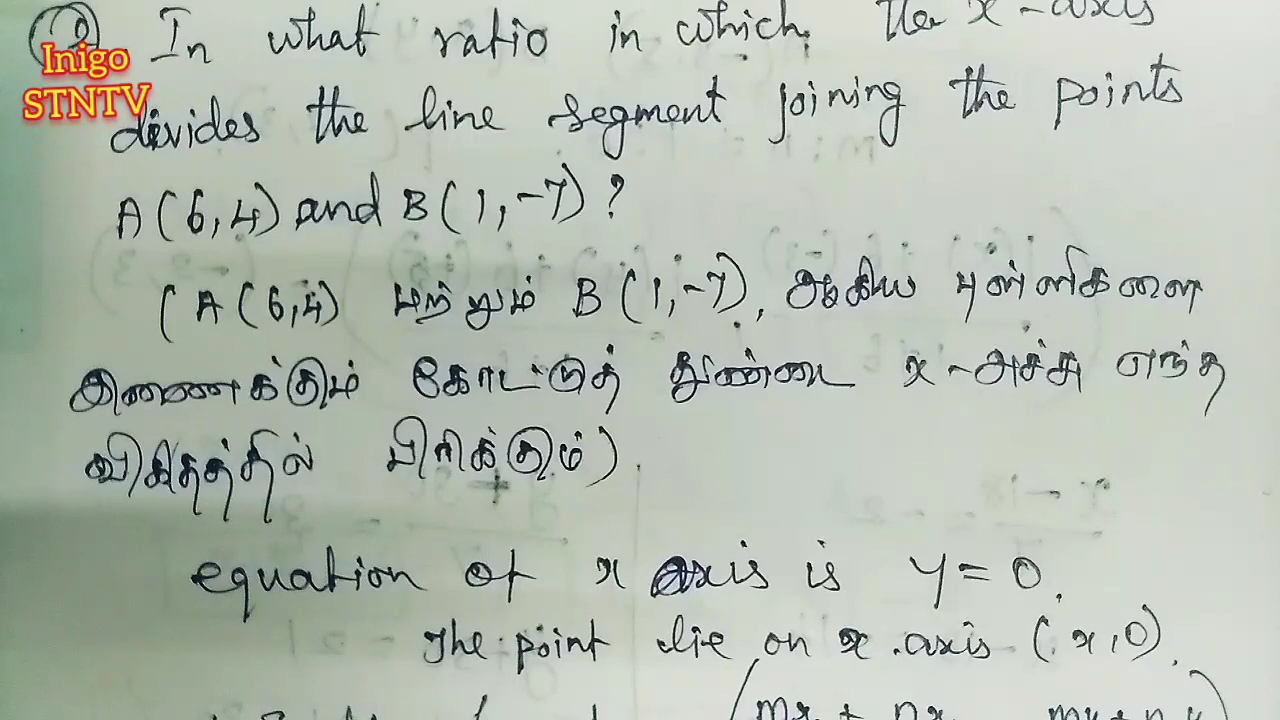 Inigo
STNTV
In what ratio in which the x-axis
divides the line segment joining the points
A(6,4) and B(1,-7)?
(A(6,4) மற்றும் B(1,-7), ஆகிய புள்ளிகளை
இணைக்கும் கோட்டுத் துண்டை x-அச்சு எந்த
விகிதத்தில் பிரிக்கும்).
equation of x axis is y=0.
The point lie on x.axis (x,0).